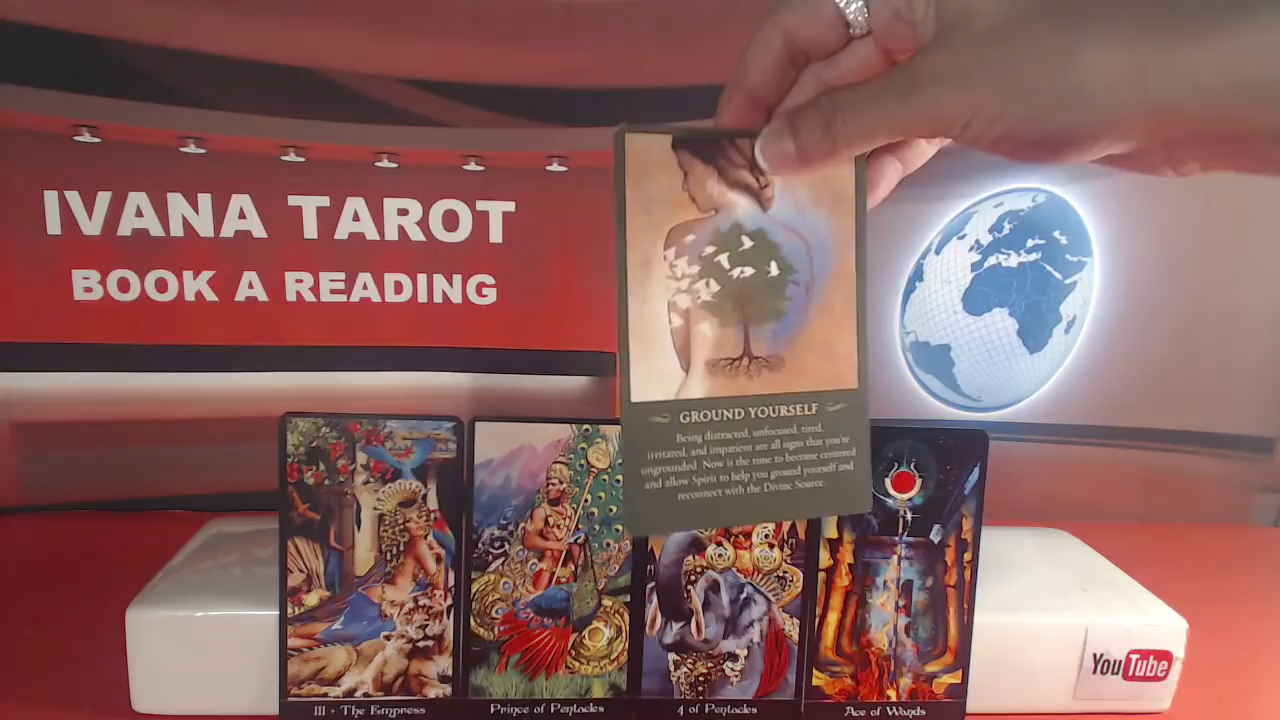 IVANA TAROT
BOOK A READING
GROUND YOURSELF
Being distracted, unfocused, tired,
irritated, and impatient are all signs that you're
ungrounded. Now is the time to become centered
and allow Spirit to help you ground yourself and
reconnect with the Divine Source.
III • The Empress
Prince of Pentacles
4 of Pentacles
Ace of Wands
YouTube